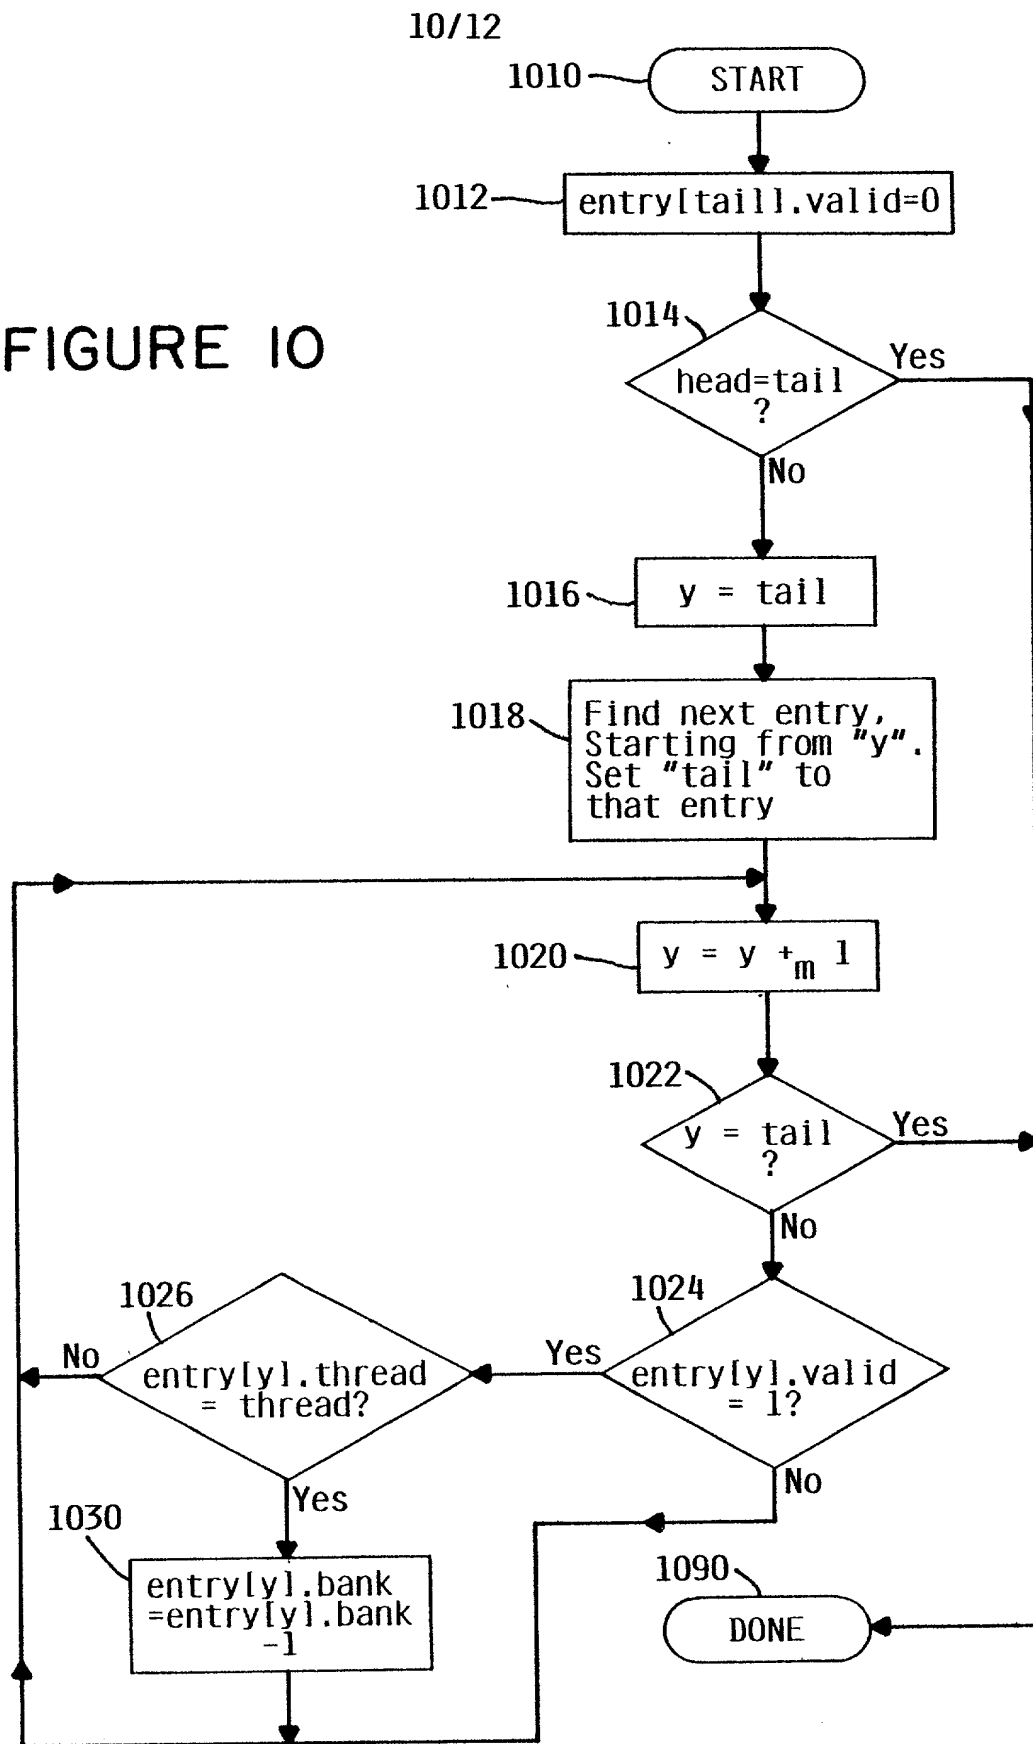 10/12
1010
START
1012
entry[tail].valid=0
FIGURE 10
1014
head=tail
?
Yes
No
1016
y = tail
1018
Find next entry,
Starting from "y".
Set "tail" to
that entry
1020
y = y +m 1
1022
y = tail
?
Yes
No
1026
1024
No
entry[y].thread
= thread?
Yes
entry[y].valid
= 1?
Yes
No
1030
entry[y].bank
=entry[y].bank
-1
1090
DONE